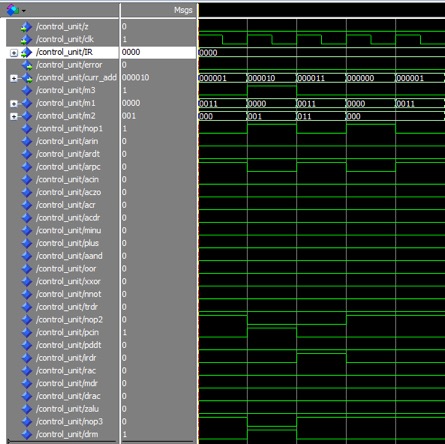 Msgs
/control_unit/z 0
/control_unit/clk 1
/control_unit/IR 0000 0000
/control_unit/error 0
/control_unit/curr_add 000010 000001 000010 000011 000000 000001
/control_unit/m3 1
/control_unit/m1 0000 0011 0000 0011 0000 0011
/control_unit/m2 001 000 001 011 000
/control_unit/nop1 1
/control_unit/arin 0
/control_unit/ardt 0
/control_unit/arpc 0
/control_unit/acin 0
/control_unit/aczo 0
/control_unit/acr 0
/control_unit/acdr 0
/control_unit/minu 0
/control_unit/plus 0
/control_unit/aand 0
/control_unit/oor 0
/control_unit/xxor 0
/control_unit/nnot 0
/control_unit/trdr 0
/control_unit/nop2 0
/control_unit/pcin 1
/control_unit/pddt 0
/control_unit/irdr 0
/control_unit/rac 0
/control_unit/mdr 0
/control_unit/drac 0
/control_unit/zalu 0
/control_unit/nop3 0
/control_unit/drm 1